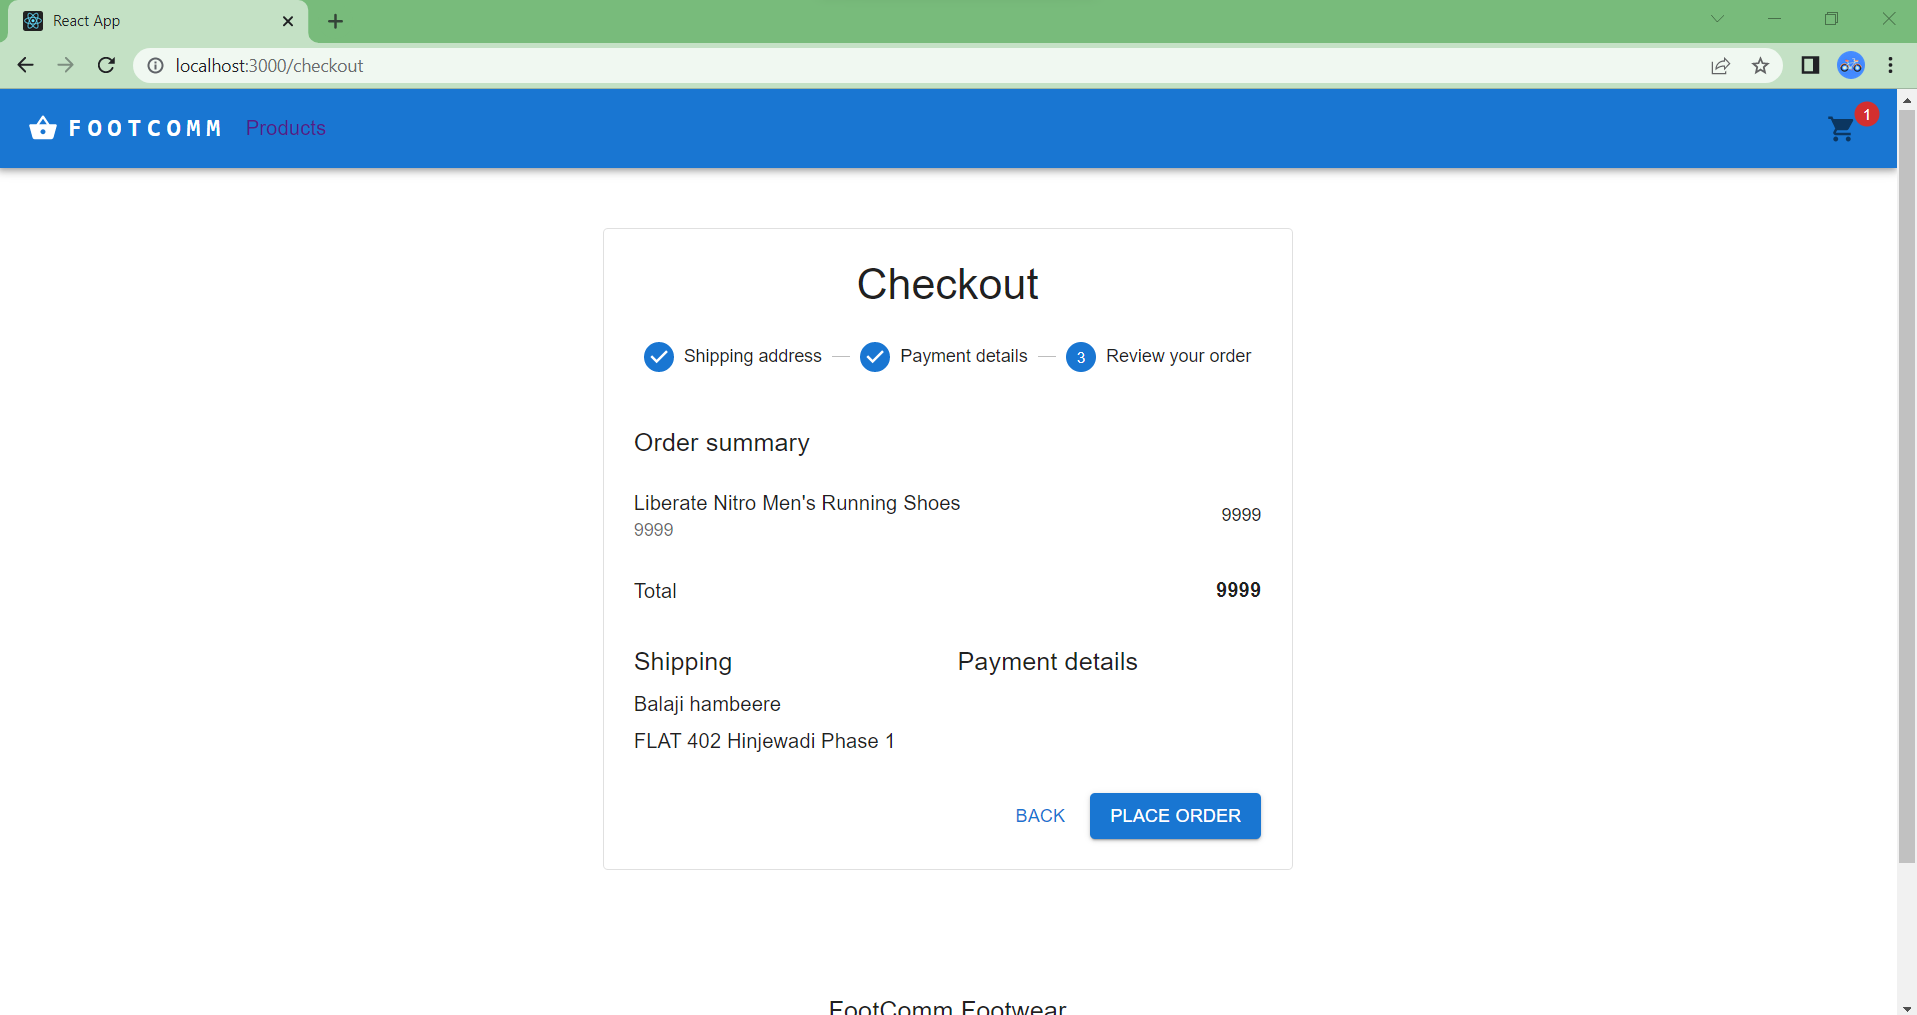 React App
localhost:3000/checkout
FOOTCOMM Products 1
Checkout
Shipping address Payment details 3 Review your order
Order summary
Liberate Nitro Men's Running Shoes
9999
9999
Total 9999
Shipping Payment details
Balaji hambeere
FLAT 402 Hinjewadi Phase 1
BACK PLACE ORDER
FootComm Footwear